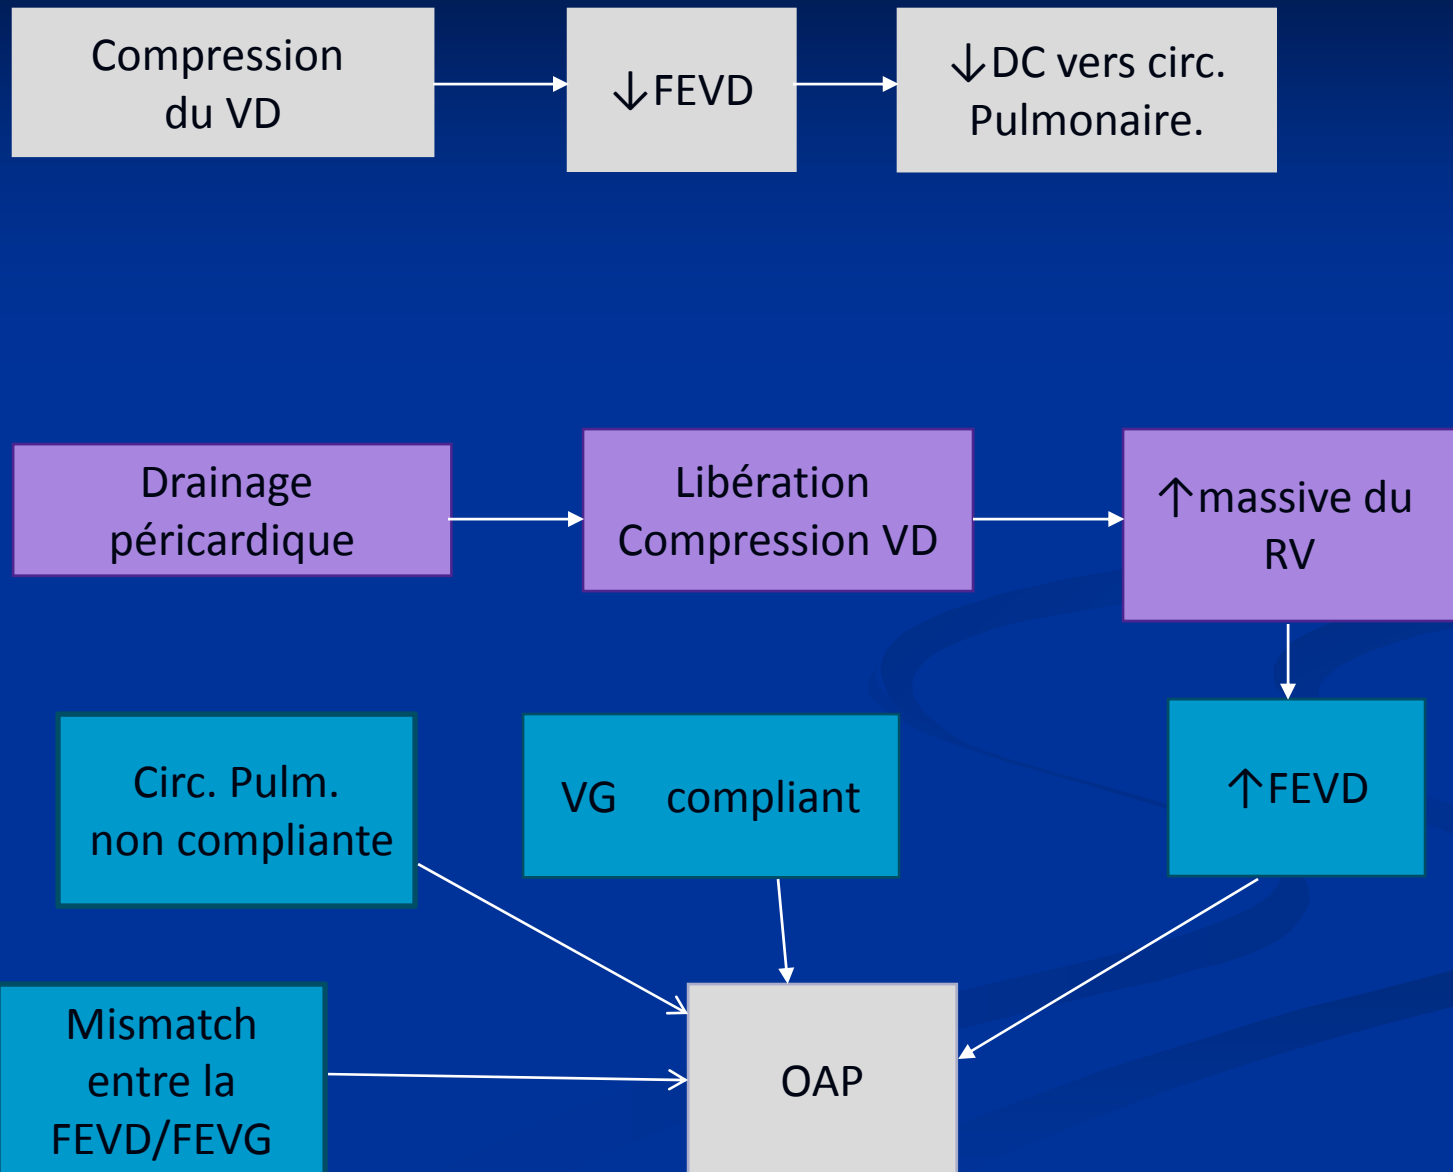 Compression
du VD
↓FEVD
↓DC vers circ.
Pulmonaire.
Drainage
péricardique
Libération
Compression VD
↑massive du
RV
Circ. Pulm.
non compliante
VG compliant
↑FEVD
Mismatch
entre la
FEVD/FEVG
OAP